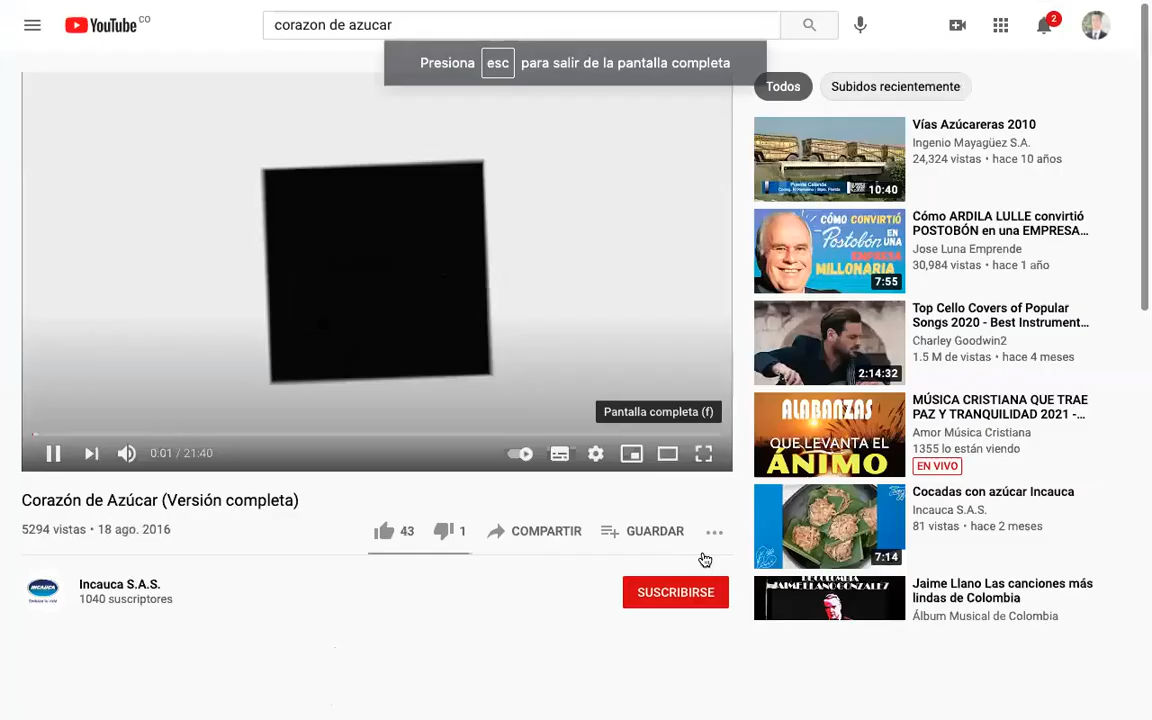 YouTube CO
corazon de azucar
2
Presiona esc para salir de la pantalla completa
Todos
Subidos recientemente
Pantalla completa (f)
0:01 / 21:40
Corazón de Azúcar (Versión completa)
5294 vistas • 18 ago. 2016
43
1
COMPARTIR
GUARDAR
INCAUCA
Incauca S.A.S.
1040 suscriptores
SUSCRIBIRSE
10:40
Vías Azúcareras 2010
Ingenio Mayagüez S.A.
24,324 vistas • hace 10 años
CÓMO CONVIRTIÓ
Postobón EN
UNA
EMPRESA
MILLONARIA
7:55
Cómo ARDILA LULLE convirtió
POSTOBÓN en una EMPRESA...
Jose Luna Emprende
30,984 vistas • hace 1 año
2:14:32
Top Cello Covers of Popular
Songs 2020 - Best Instrument...
Charley Goodwin2
1.5 M de vistas • hace 4 meses
ALABANZAS
QUE LEVANTA EL
ÁNIMO
MÚSICA CRISTIANA QUE TRAE
PAZ Y TRANQUILIDAD 2021 -...
Amor Música Cristiana
1355 lo están viendo
EN VIVO
7:14
Cocadas con azúcar Incauca
Incauca S.A.S.
81 vistas • hace 2 meses
JAIME LLANO GONZALEZ
Jaime Llano Las canciones más
lindas de Colombia
Álbum Musical de Colombia